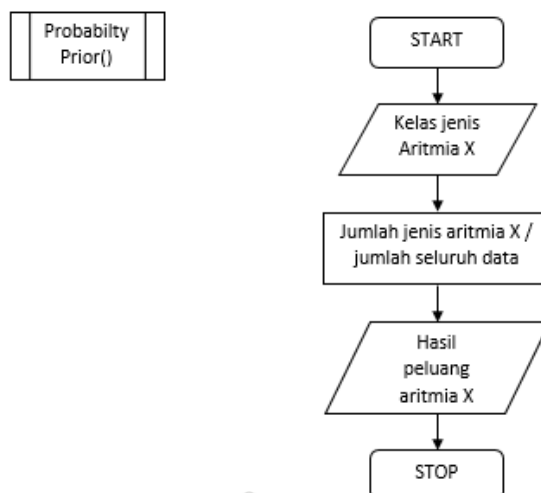 Probabilty
Prior()
START
Kelas jenis
Aritmia X
Jumlah jenis aritmia X /
jumlah seluruh data
Hasil
peluang
aritmia X
STOP